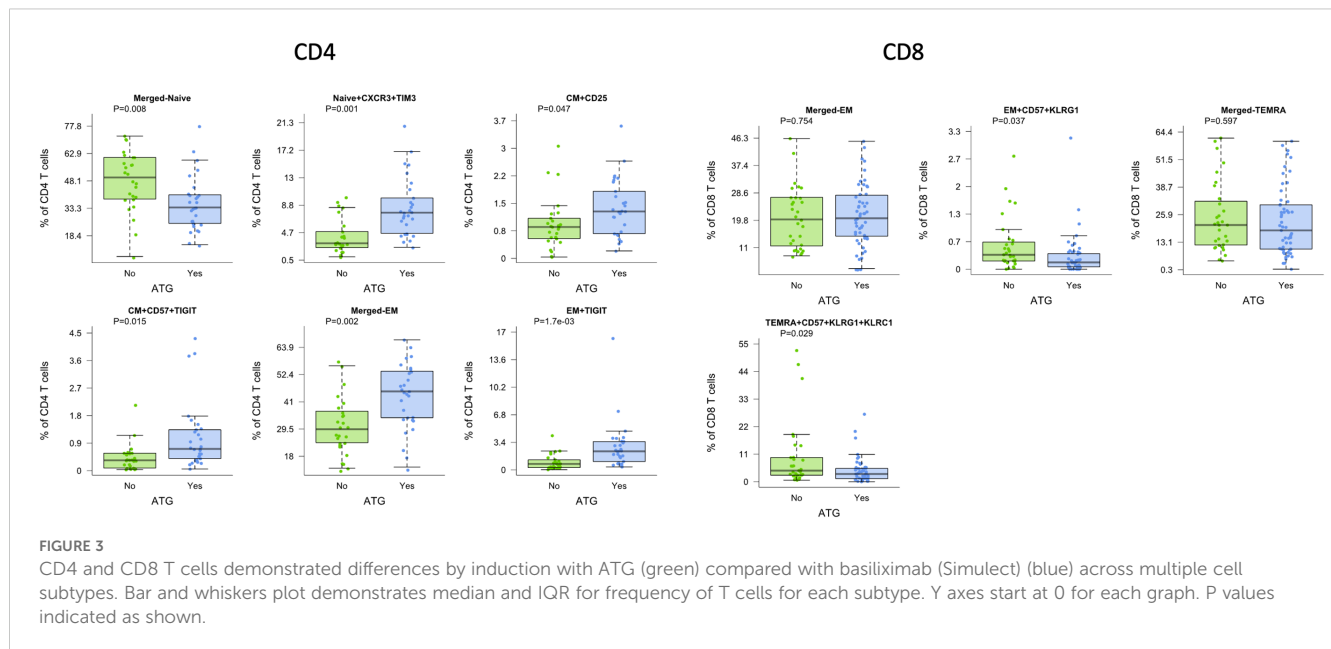 CD4
CD8
Merged-Naive
P=0.008
% of CD4 T cells
77.8
62.9
48.1
33.3
18.4
No
Yes
ATG
Naive+CXCR3+TIM3
P=0.001
% of CD4 T cells
21.3
17.2
13
8.8
4.7
0.5
No
Yes
ATG
CM+CD25
P=0.047
% of CD4 T cells
3.7
3
2.2
1.5
0.8
0
No
Yes
ATG
Merged-EM
P=0.754
% of CD8 T cells
46.3
37.4
28.6
19.8
11
No
Yes
ATG
EM+CD57+KLRG1
P=0.037
% of CD8 T cells
3.3
2.7
2
1.3
0.7
0
No
Yes
ATG
Merged-TEMRA
P=0.597
% of CD8 T cells
64.4
51.5
38.7
25.9
13.1
0.3
No
Yes
ATG
CM+CD57+TIGIT
P=0.015
% of CD4 T cells
4.5
3.6
2.7
1.8
0.9
0
No
Yes
ATG
Merged-EM
P=0.002
% of CD4 T cells
63.9
52.4
41
29.5
18
No
Yes
ATG
EM+TIGIT
P=1.7e-03
% of CD4 T cells
17
13.6
10.2
6.8
3.4
0
No
Yes
ATG
TEMRA+CD57+KLRG1+KLRC1
P=0.029
% of CD8 T cells
55
44
33
22
11
0
No
Yes
ATG
FIGURE 3
CD4 and CD8 T cells demonstrated differences by induction with ATG (green) compared with basiliximab (Simulect) (blue) across multiple cell
subtypes. Bar and whiskers plot demonstrates median and IQR for frequency of T cells for each subtype. Y axes start at 0 for each graph. P values
indicated as shown.